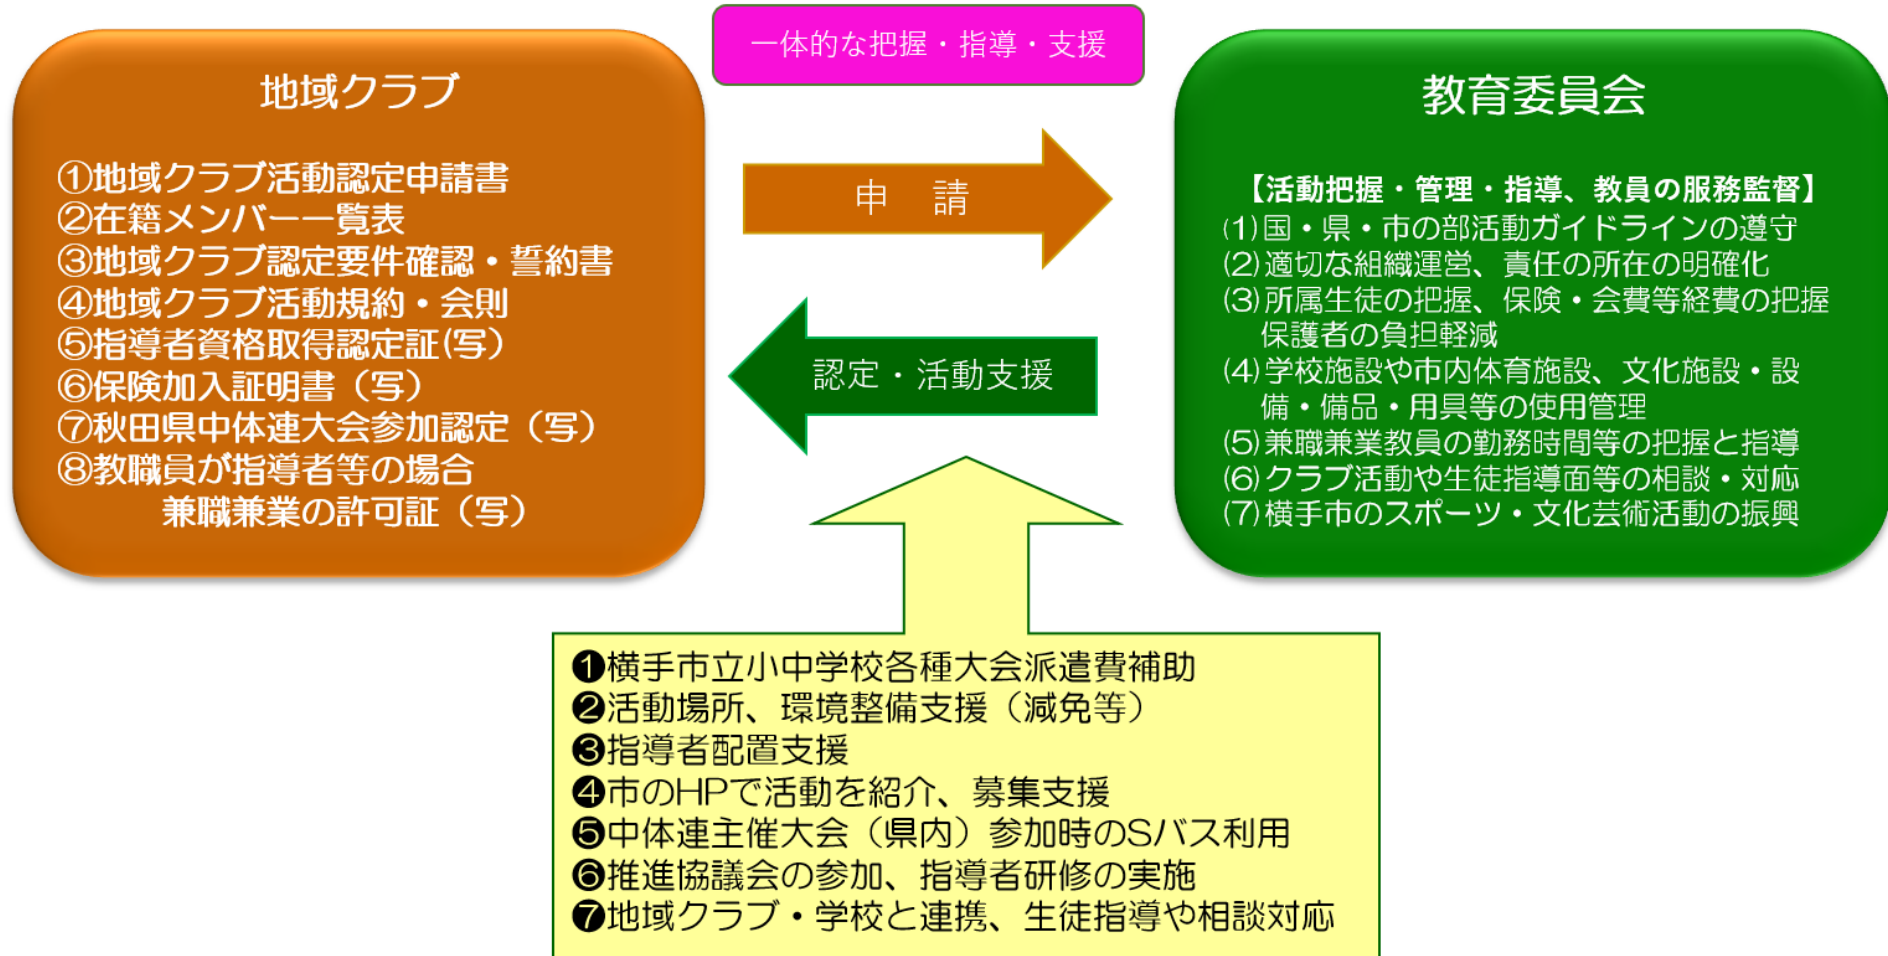 一体的な把握・指導・支援
地域クラブ
①地域クラブ活動認定申請書
②在籍メンバー一覧表
③地域クラブ認定要件確認・誓約書
④地域クラブ活動規約・会則
⑤指導者資格取得認定証(写)
⑥保険加入証明書（写）
⑦秋田県中体連大会参加認定（写）
⑧教職員が指導者等の場合
兼職兼業の許可証（写）
申　請
認定・活動支援
教育委員会
【活動把握・管理・指導、教員の服務監督】
(1)国・県・市の部活動ガイドラインの遵守
(2)適切な組織運営、責任の所在の明確化
(3)所属生徒の把握、保険・会費等経費の把握
保護者の負担軽減
(4)学校施設や市内体育施設、文化施設・設
備・備品・用具等の使用管理
(5)兼職兼業教員の勤務時間等の把握と指導
(6)クラブ活動や生徒指導面等の相談・対応
(7)横手市のスポーツ・文化芸術活動の振興
❶横手市立小中学校各種大会派遣費補助
❷活動場所、環境整備支援（減免等）
❸指導者配置支援
❹市のHPで活動を紹介、募集支援
❺中体連主催大会（県内）参加時のSバス利用
❻推進協議会の参加、指導者研修の実施
❼地域クラブ・学校と連携、生徒指導や相談対応